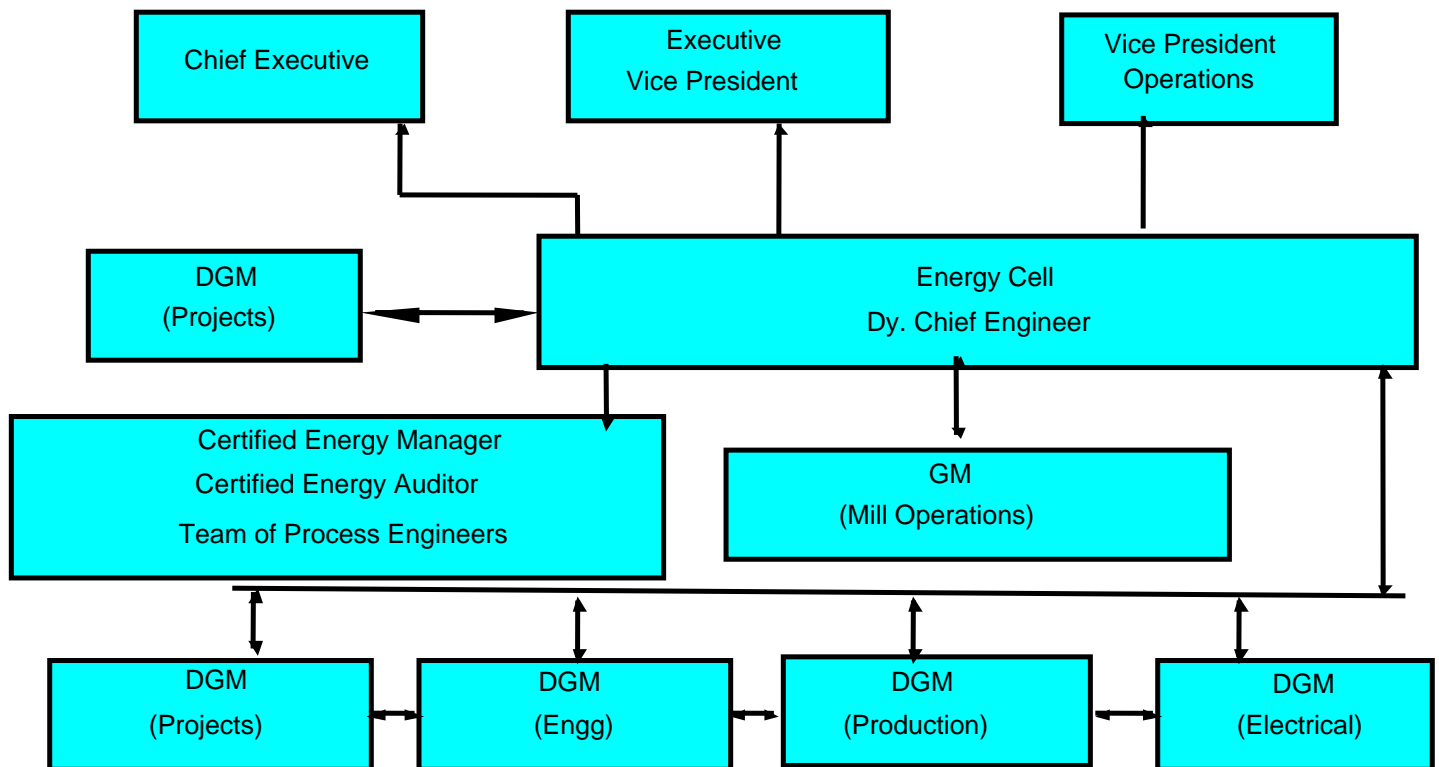 Chief Executive
Executive
Vice President
Vice President
Operations
DGM
(Projects)
Energy Cell
Dy. Chief Engineer
Certified Energy Manager
Certified Energy Auditor
Team of Process Engineers
GM
(Mill Operations)
DGM
(Projects)
DGM
(Engg)
DGM
(Production)
DGM
(Electrical)